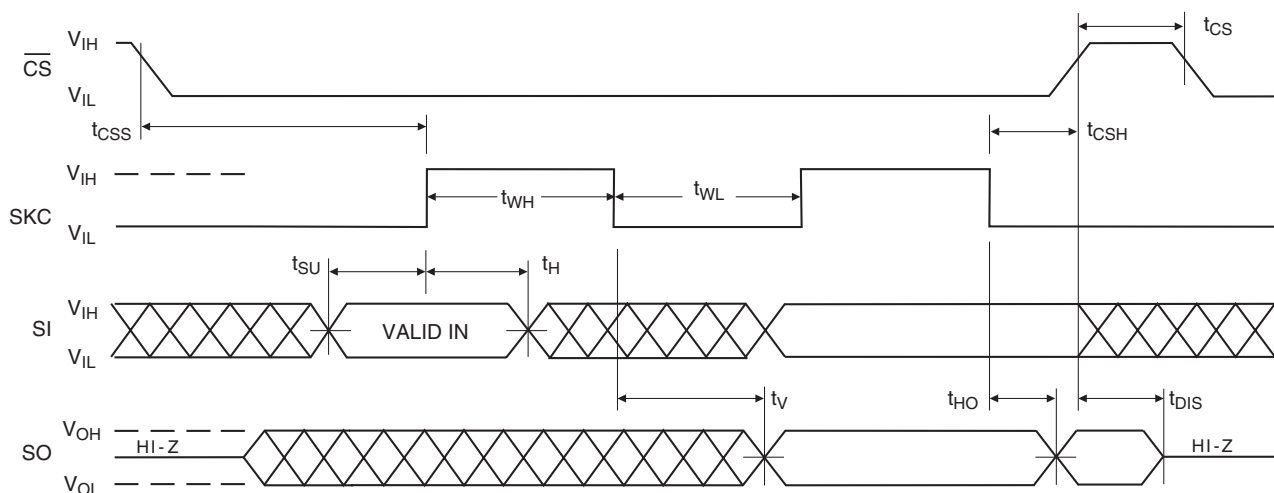 V_IH
t_CS
C̅S̅
V_IL
t_CSS
t_CSH
V_IH
t_WH
t_WL
SKC
V_IL
t_SU
t_H
V_IH
SI
VALID IN
V_IL
t_V
t_HO
t_DIS
V_OH
SO
HI-Z
HI-Z
V_OL